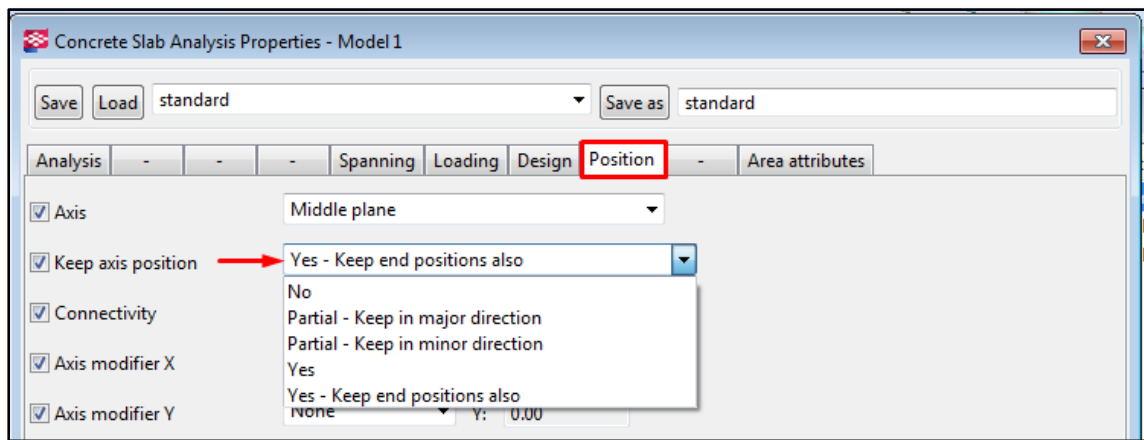 Concrete Slab Analysis Properties - Model 1
Save Load standard Save as standard
Analysis - - - Spanning Loading Design Position - Area attributes
Axis Middle plane
Keep axis position Yes - Keep end positions also
No
Connectivity Partial - Keep in major direction
Partial - Keep in minor direction
Axis modifier X Yes
Yes - Keep end positions also
Axis modifier Y None Y: 0.00